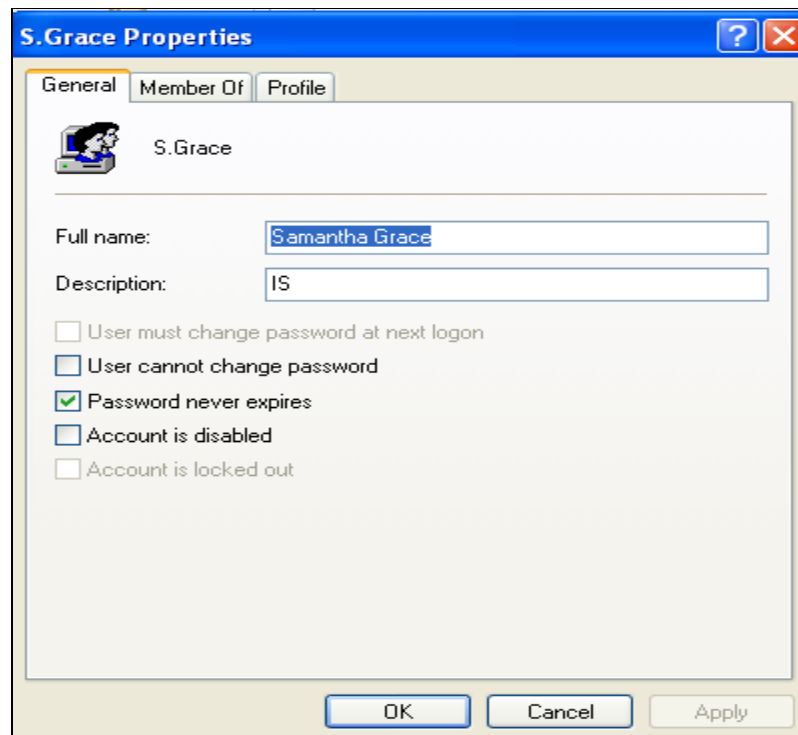 S.Grace Properties
?
General Member Of Profile
S.Grace
Full name: Samantha Grace
Description: IS
User must change password at next logon
User cannot change password
Password never expires
Account is disabled
Account is locked out
OK Cancel Apply